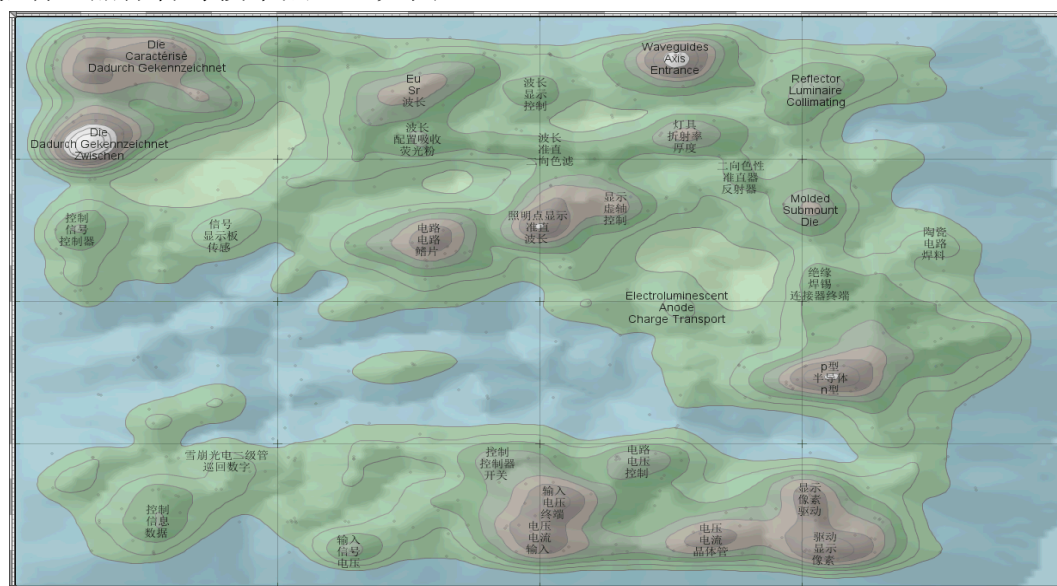 Die
Caractérisé
Dadurch Gekennzeichnet
Waveguides
Axis
Entrance
Eu
Sr
波长
波长
显示
控制
Reflector
Luminaire
Collimating
Die
Dadurch Gekennzeichnet
Zwischen
波长
配置吸收
荧光粉
波长
准直
二向色滤
灯具
折射率
厚度
二向色性
准直器
反射器
Molded
Submount
Die
控制
信号
控制器
信号
显示板
传感
电路
电路
鳍片
照明点显示
准直
波长
显示
虚轴
控制
陶瓷
电路
焊料
绝缘
焊锡
连接器终端
Electroluminescent
Anode
Charge Transport
p型
半导体
n型
雪崩光电二级管
巡回数字
控制
控制器
开关
电路
电压
控制
控制
信息
数据
输入
电压
终端
电压
电流
输入
显示
像素
驱动
输入
信号
电压
电压
电流
晶体管
驱动
显示
像素